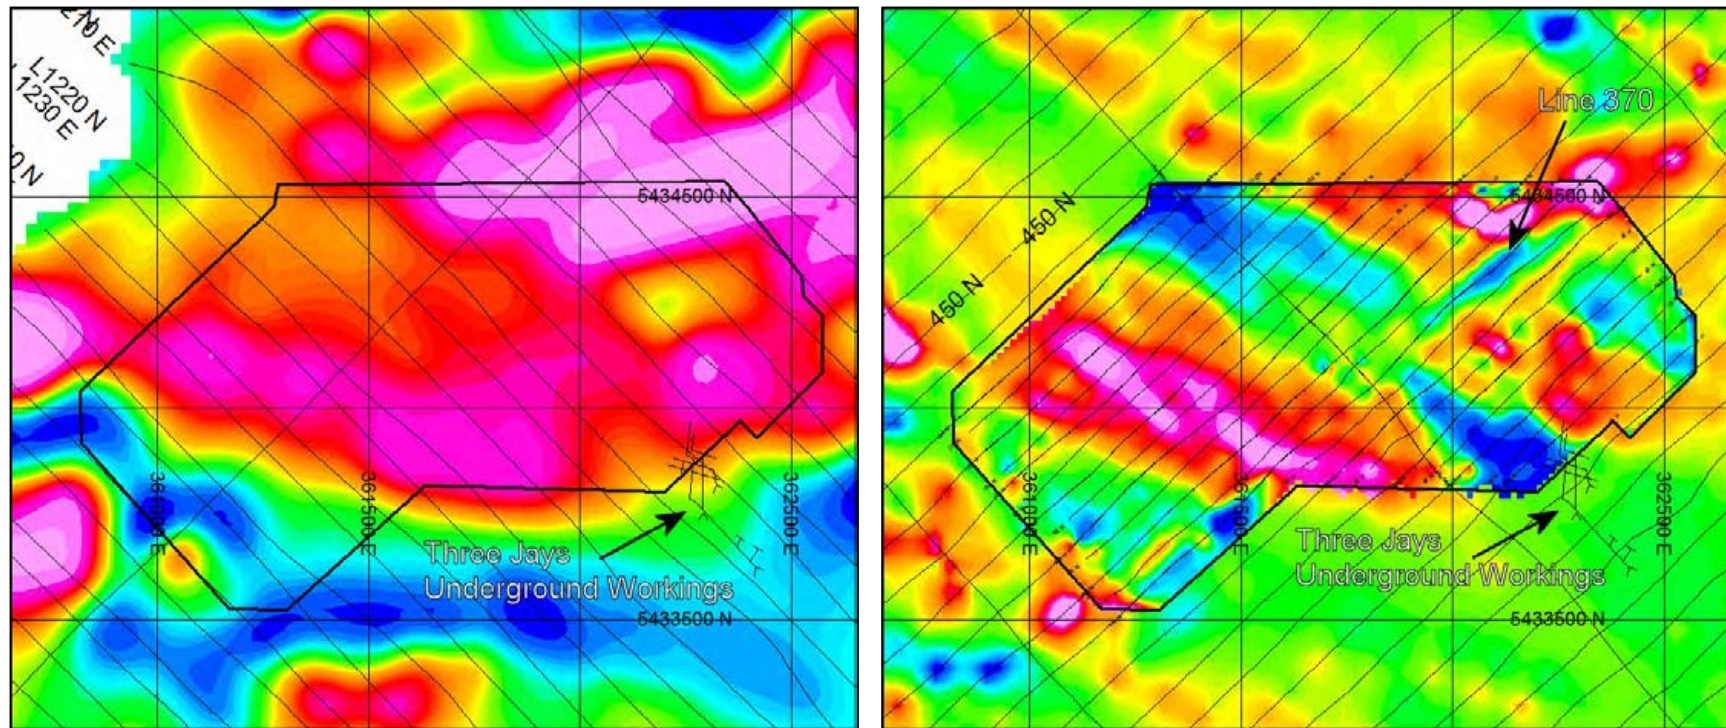 L1220 N
L1230 E
5434500 N
361000 E
361500 E
362500 E
Three Jays
Underground Workings
5433500 N
Line 370
5434500 N
450 N
450 N
361000 E
361500 E
362500 E
Three Jays
Underground Workings
5433500 N